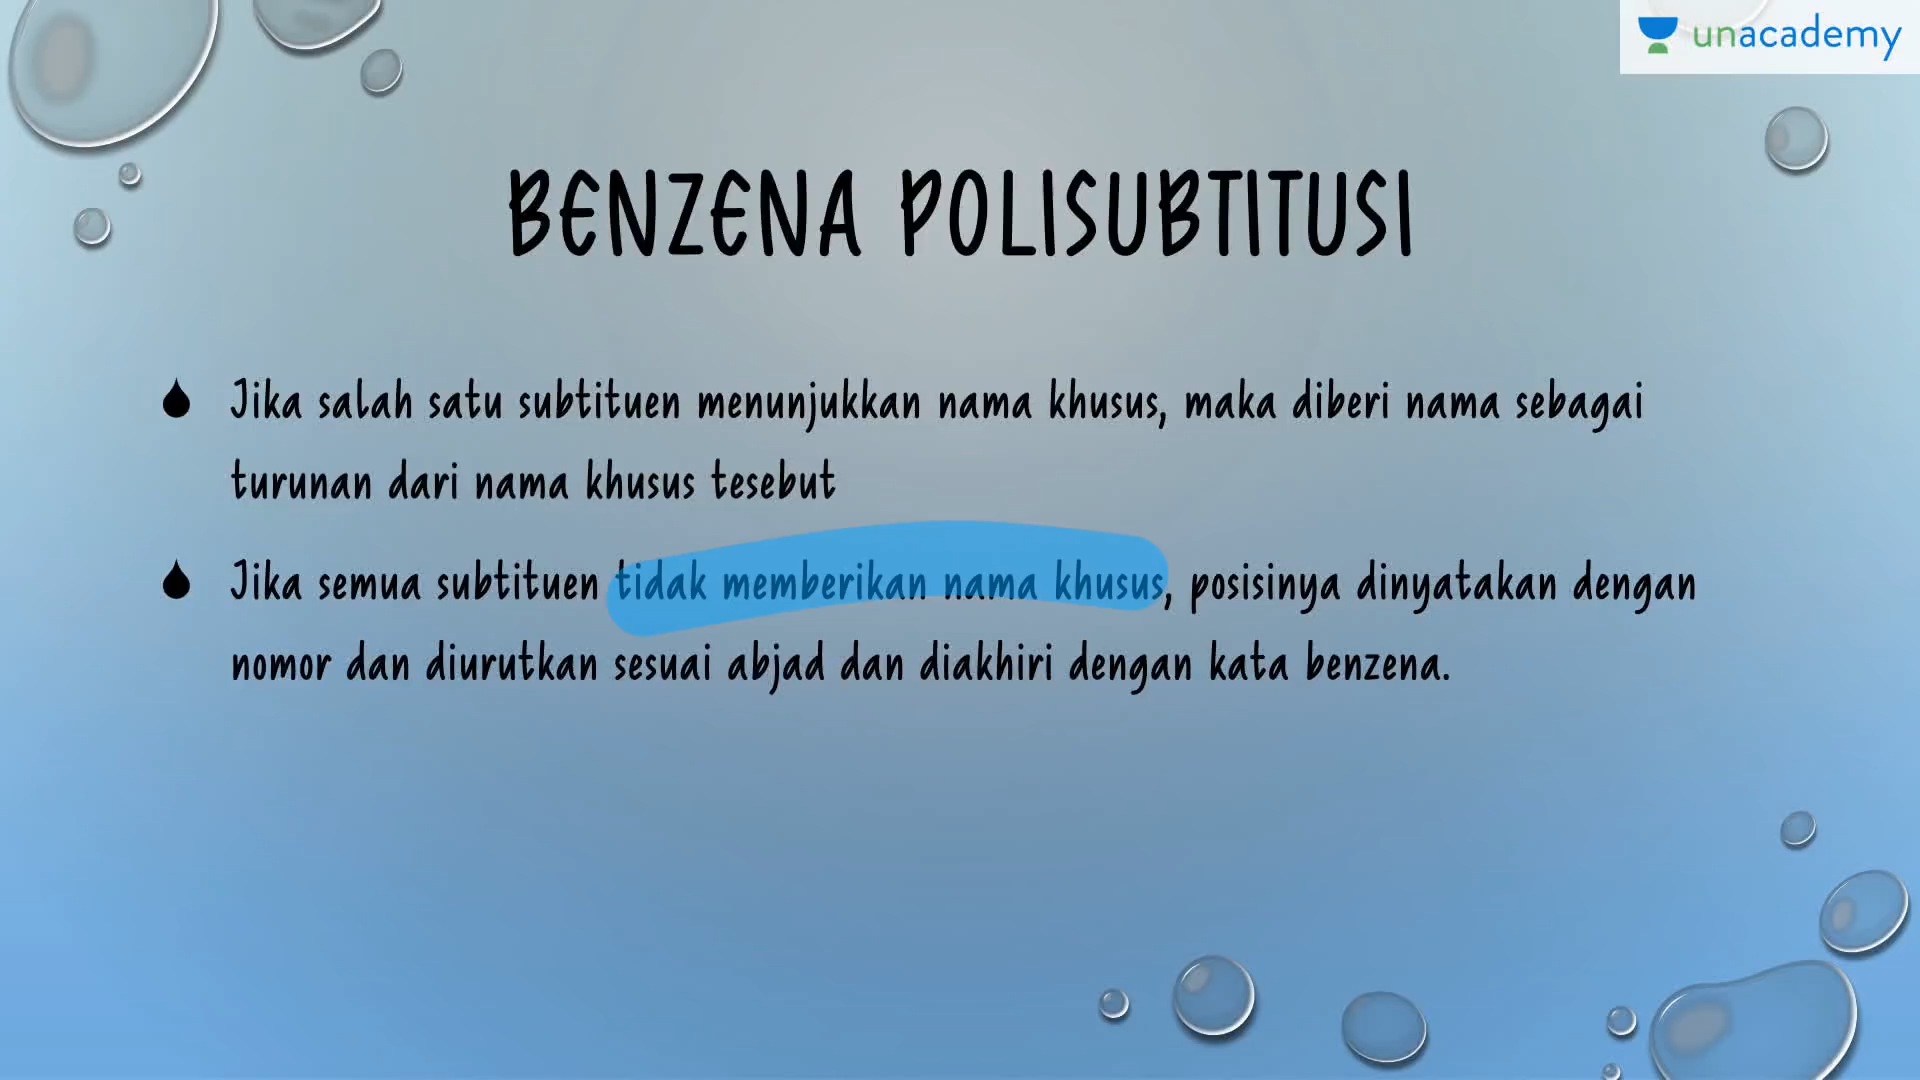 unacademy
BENZENA POLISUBTITUSI
Jika salah satu subtituen menunjukkan nama khusus, maka diberi nama sebagai
turunan dari nama khusus tesebut
Jika semua subtituen tidak memberikan nama khusus, posisinya dinyatakan dengan
nomor dan diurutkan sesuai abjad dan diakhiri dengan kata benzena.